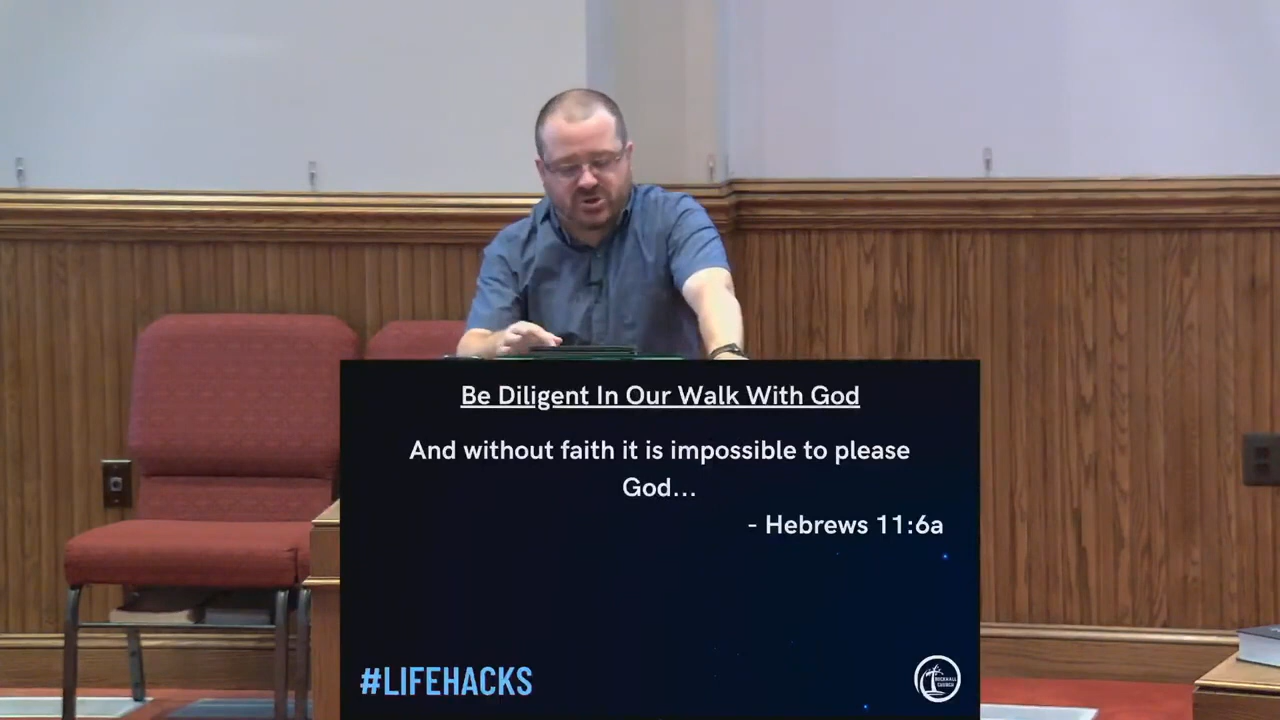 Be Diligent In Our Walk With God
And without faith it is impossible to please
God...
- Hebrews 11:6a
#LIFEHACKS